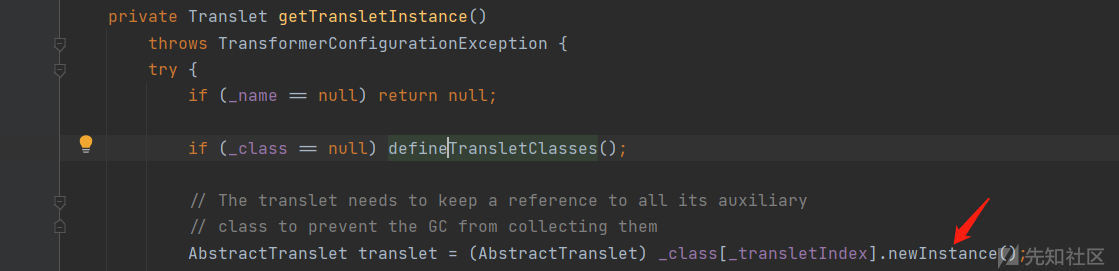 private Translet getTransletInstance()
throws TransformerConfigurationException {
try {
if (_name == null) return null;
if (_class == null) defineTransletClasses();
// The translet needs to keep a reference to all its auxiliary
// class to prevent the GC from collecting them
AbstractTranslet translet = (AbstractTranslet) _class[_transletIndex].newInstance();
先知社区